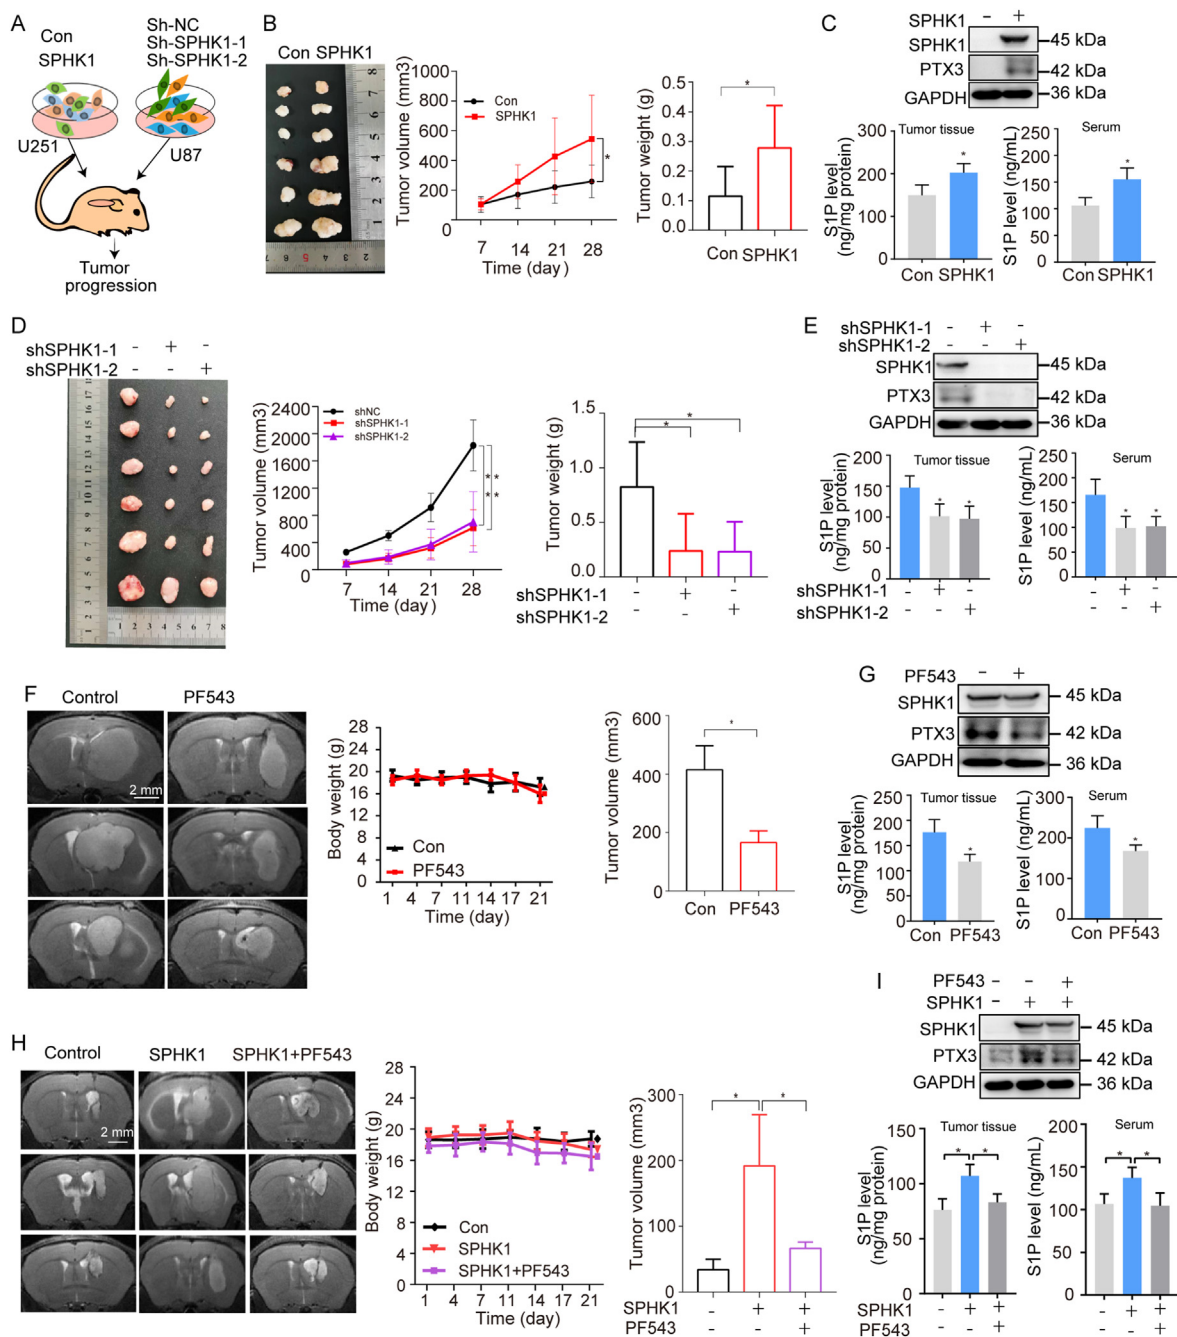 A
Con
SPHK1
Sh-NC
Sh-SPHK1-1
Sh-SPHK1-2
U251
U87
Tumor
progression
B
Con SPHK1
Tumor volume (mm3)
1000
800
600
400
200
0
Con
SPHK1
*
7 14 21 28
Time (day)
Tumor weight (g)
0.5
0.4
0.3
0.2
0.1
0.0
*
Con SPHK1
C
SPHK1 - +
SPHK1 45 kDa
PTX3 42 kDa
GAPDH 36 kDa
S1P level
(ng/mg protein)
Tumor tissue
200
150
100
50
0
*
Con SPHK1
S1P level (ng/mL)
Serum
250
200
150
100
50
0
*
Con SPHK1
D
shSPHK1-1 - + -
shSPHK1-2 - - +
Tumor volume (mm3)
2400
2000
1600
1200
800
400
0
shNC
shSPHK1-1
shSPHK1-2
* *
* *
7 14 21 28
Time (day)
Tumor weight (g)
1.5
1.0
0.5
0.0
*
*
shSPHK1-1 - + -
shSPHK1-2 - - +
E
shSPHK1-1 - + -
shSPHK1-2 - - +
SPHK1 45 kDa
PTX3 42 kDa
GAPDH 36 kDa
S1P level
(ng/mg protein)
Tumor tissue
200
150
100
50
0
* *
shSPHK1-1 - + -
shSPHK1-2 - - +
S1P level (ng/mL)
Serum
250
200
150
100
50
0
* *
- + -
- - +
F
Control PF543
2 mm
Body weight (g)
28
24
20
16
12
8
4
0
Con
PF543
1 4 7 11 14 17 21
Time (day)
Tumor volume (mm3)
600
400
200
0
*
Con PF543
G
PF543 - +
SPHK1 45 kDa
PTX3 42 kDa
GAPDH 36 kDa
S1P level
(ng/mg protein)
Tumor tissue
250
200
150
100
50
0
*
Con PF543
S1P level (ng/mL)
Serum
300
200
100
0
*
Con PF543
H
Control SPHK1 SPHK1+PF543
2 mm
Body weight (g)
28
24
20
16
12
8
4
0
Con
SPHK1
SPHK1+PF543
1 4 7 11 14 17 21
Time (day)
Tumor volume (mm3)
300
200
100
0
* *
SPHK1 - + +
PF543 - - +
I
PF543 - - +
SPHK1 - + +
SPHK1 45 kDa
PTX3 42 kDa
GAPDH 36 kDa
S1P level
(ng/mg protein)
Tumor tissue
150
100
50
0
* *
SPHK1 - + +
PF543 - - +
S1P level (ng/mL)
Serum
200
150
100
50
0
* *
- + +
- - +